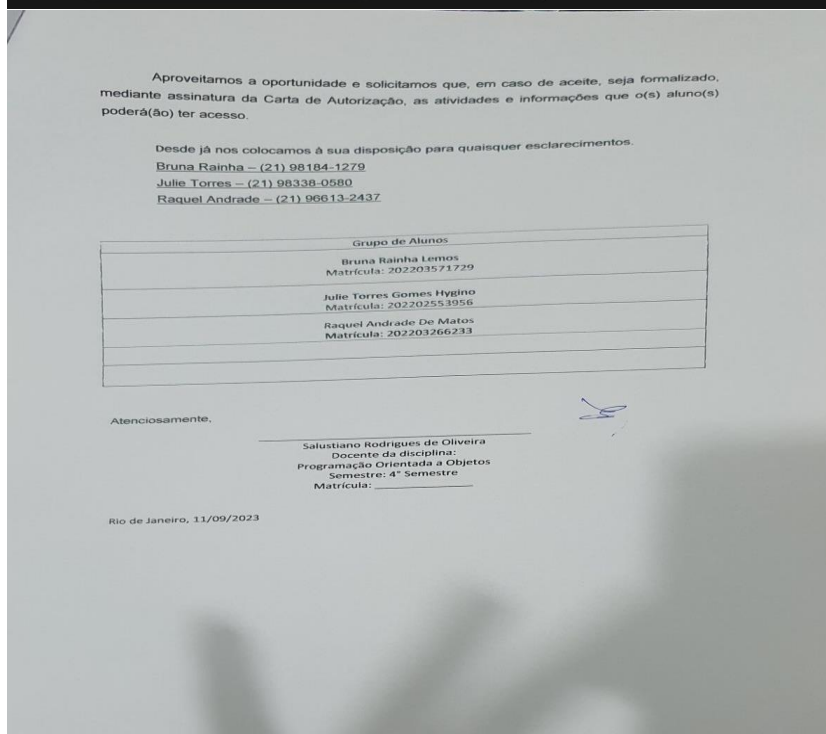 Aproveitamos a oportunidade e solicitamos que, em caso de aceite, seja formalizado,
mediante assinatura da Carta de Autorização, as atividades e informações que o(s) aluno(s)
poderá(ão) ter acesso.
Desde já nos colocamos à sua disposição para quaisquer esclarecimentos.
Bruna Rainha – (21) 98184-1279
Julie Torres – (21) 98338-0580
Raquel Andrade – (21) 96613-2437
Grupo de Alunos
Bruna Rainha Lemos
Matrícula: 202203571729
Julie Torres Gomes Hygino
Matrícula: 202202553956
Raquel Andrade De Matos
Matrícula: 202203266233
Atenciosamente,
Salustiano Rodrigues de Oliveira
Docente da disciplina:
Programação Orientada a Objetos
Semestre: 4° Semestre
Matrícula: ____________________
Rio de Janeiro, 11/09/2023